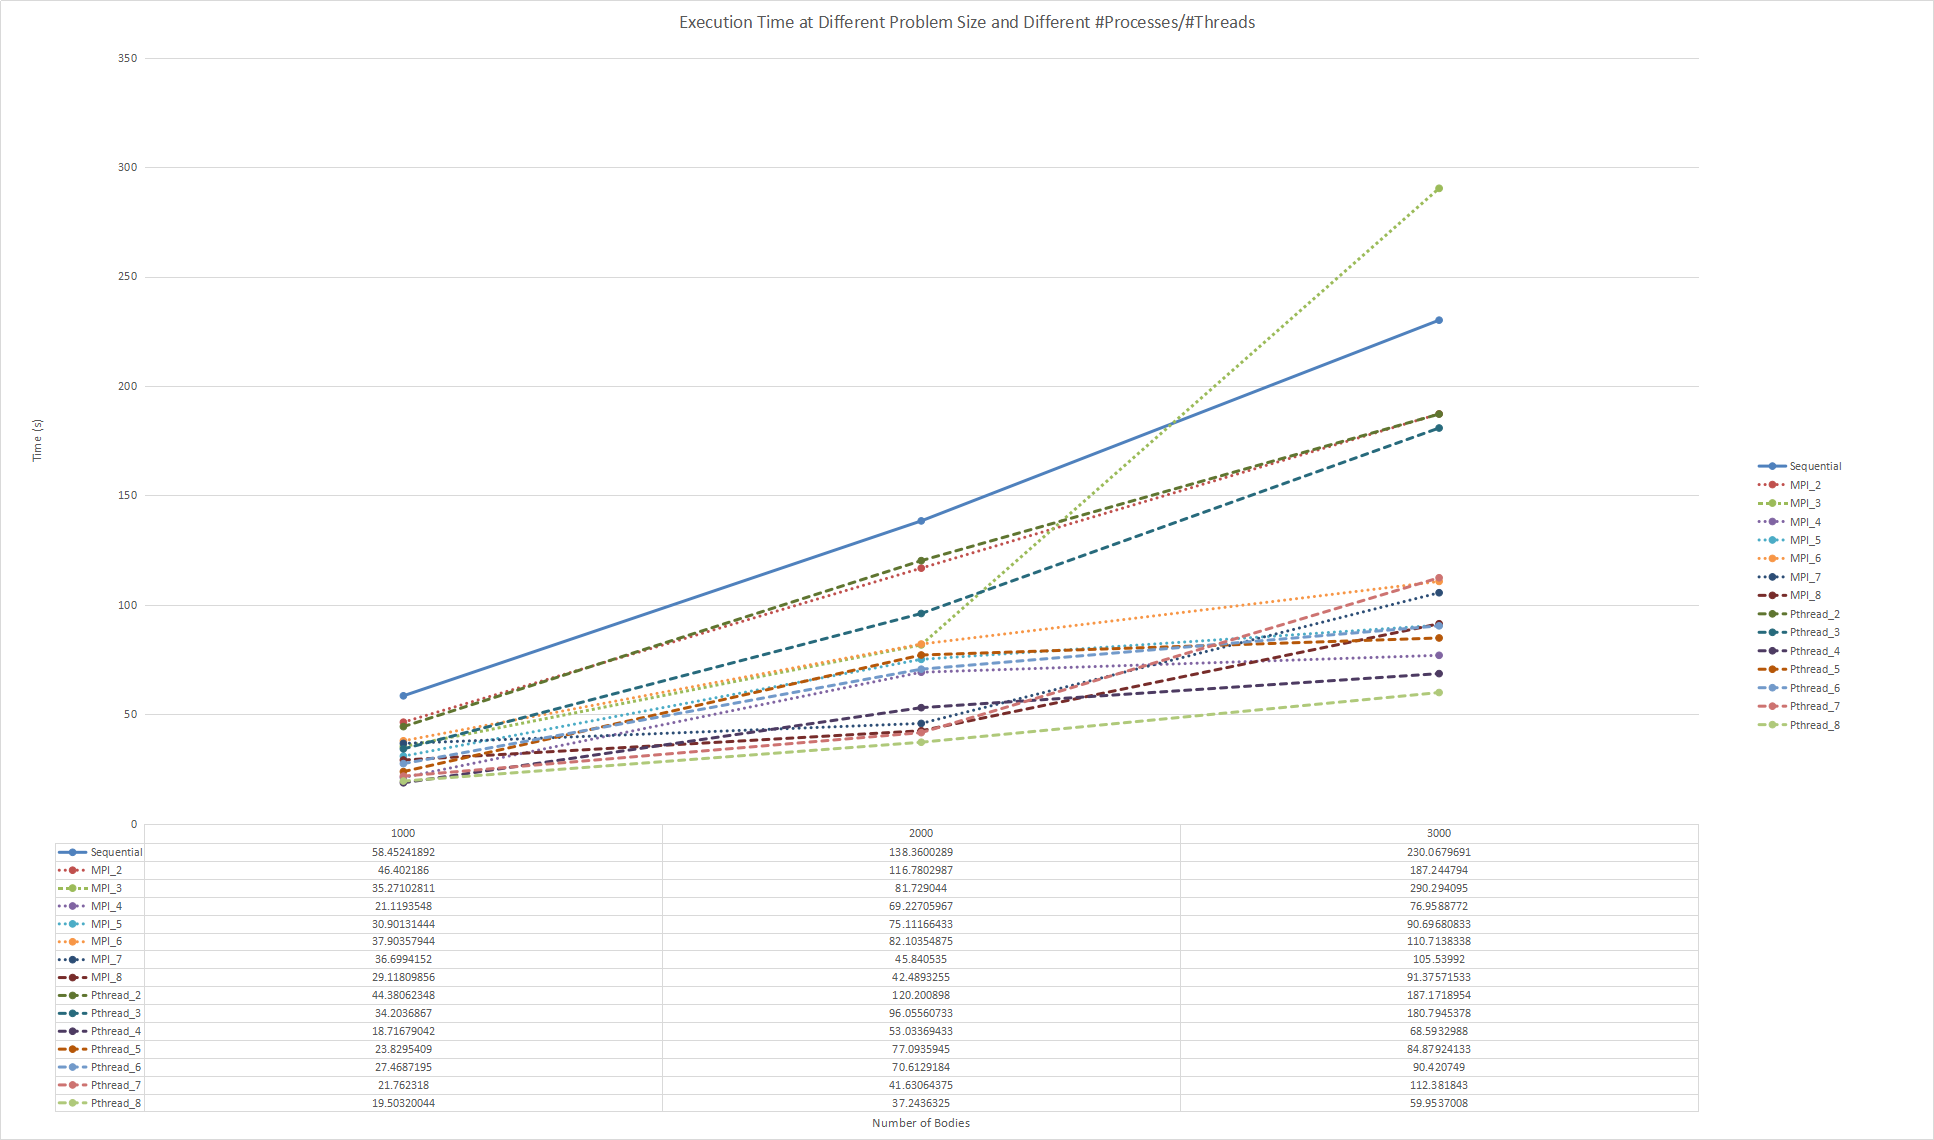 Execution Time at Different Problem Size and Different #Processes/#Threads
350
300
250
200
150
100
50
0
Time (s)
Sequential
MPI_2
MPI_3
MPI_4
MPI_5
MPI_6
MPI_7
MPI_8
Pthread_2
Pthread_3
Pthread_4
Pthread_5
Pthread_6
Pthread_7
Pthread_8
1000 2000 3000
Sequential 58.45241892 138.3600289 230.0679691
MPI_2 46.402186 116.7802987 187.244794
MPI_3 35.27102811 81.729044 290.294095
MPI_4 21.1193548 69.22705967 76.9588772
MPI_5 30.90131444 75.11166433 90.69680833
MPI_6 37.90357944 82.10354875 110.7138338
MPI_7 36.6994152 45.840535 105.53992
MPI_8 29.11809856 42.4893255 91.37571533
Pthread_2 44.38062348 120.200898 187.1718954
Pthread_3 34.2036867 96.05560733 180.7945378
Pthread_4 18.71679042 53.03369433 68.5932988
Pthread_5 23.8295409 77.0935945 84.87924133
Pthread_6 27.4687195 70.6129184 90.420749
Pthread_7 21.762318 41.63064375 112.381843
Pthread_8 19.50320044 37.2436325 59.9537008
Number of Bodies